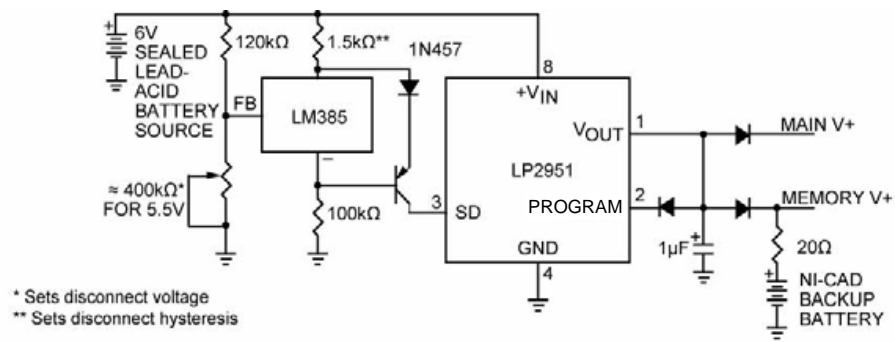 +
6V
SEALED
LEAD-
ACID
BATTERY
SOURCE
120kΩ
1.5kΩ**
1N457
FB
LM385
−
≈ 400kΩ*
FOR 5.5V
100kΩ
8
+VIN
VOUT
1
MAIN V+
LP2951
3
SD
PROGRAM
2
MEMORY V+
GND
4
+
1µF
20Ω
+
NI-CAD
BACKUP
BATTERY
* Sets disconnect voltage
** Sets disconnect hysteresis